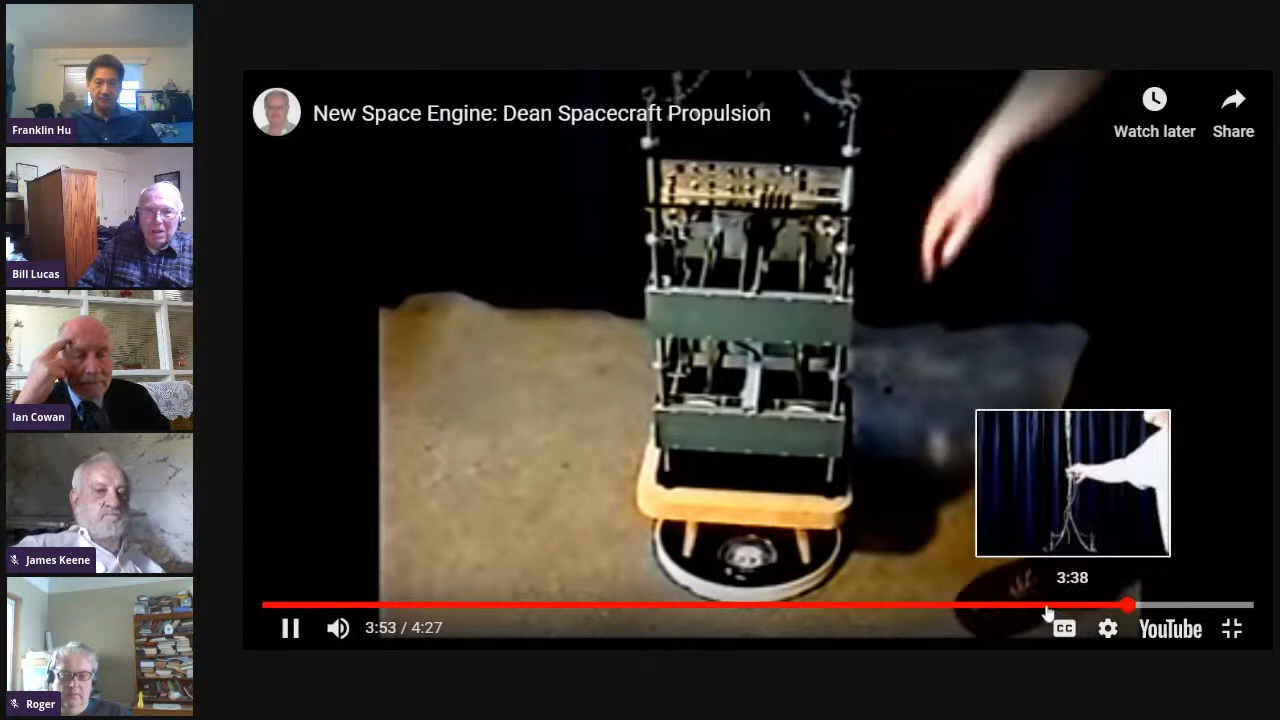 Franklin Hu
Bill Lucas
Ian Cowan
James Keene
Roger
New Space Engine: Dean Spacecraft Propulsion
Watch later
Share
3:38
3:53 / 4:27
CC
YouTube